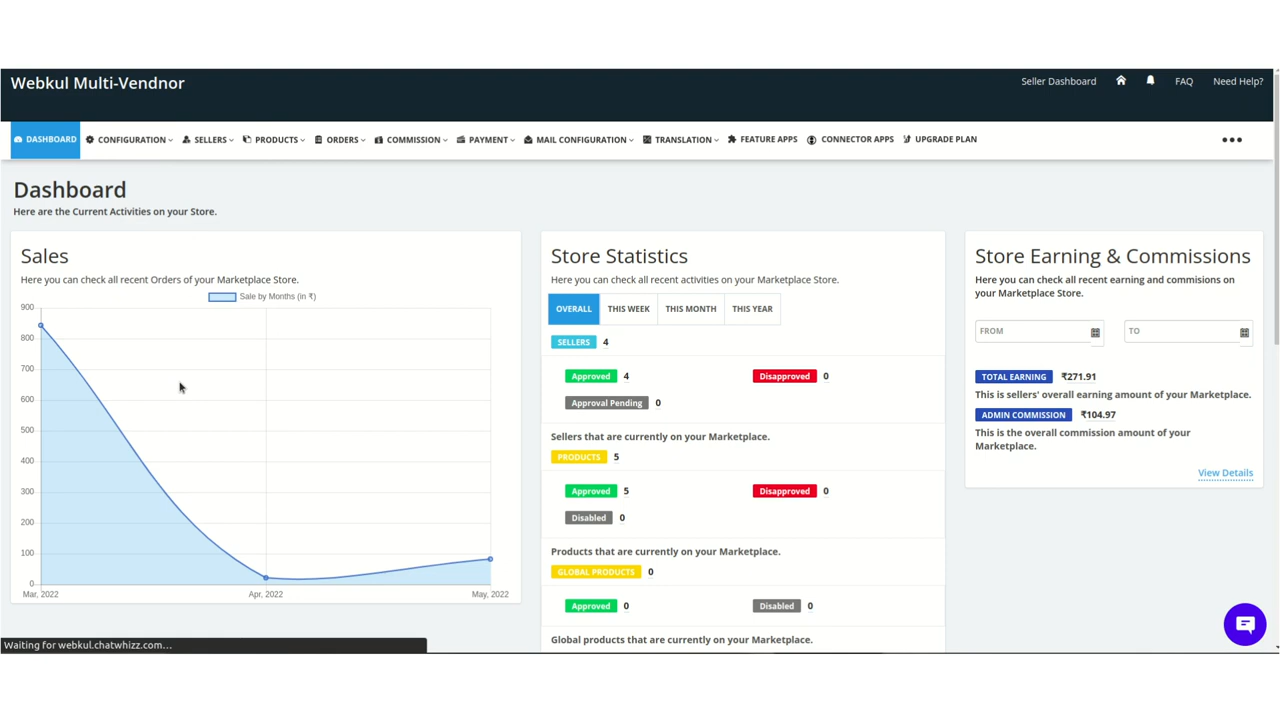 Webkul Multi-Vendnor
Seller Dashboard FAQ Need Help?
DASHBOARD CONFIGURATION SELLERS PRODUCTS ORDERS COMMISSION PAYMENT MAIL CONFIGURATION TRANSLATION FEATURE APPS CONNECTOR APPS UPGRADE PLAN
Dashboard
Here are the Current Activities on your Store.
Sales
Here you can check all recent Orders of your Marketplace Store.
Sale by Months (in ₹)
900
800
700
600
500
400
300
200
100
0
Mar, 2022 Apr, 2022 May, 2022
Store Statistics
Here you can check all recent activities on your Marketplace Store.
OVERALL THIS WEEK THIS MONTH THIS YEAR
SELLERS 4
Approved 4 Disapproved 0
Approval Pending 0
Sellers that are currently on your Marketplace.
PRODUCTS 5
Approved 5 Disapproved 0
Disabled 0
Products that are currently on your Marketplace.
GLOBAL PRODUCTS 0
Approved 0 Disabled 0
Global products that are currently on your Marketplace.
Store Earning & Commissions
Here you can check all recent earning and commisions on
your Marketplace Store.
FROM TO
TOTAL EARNING ₹271.91
This is sellers' overall earning amount of your Marketplace.
ADMIN COMMISSION ₹104.97
This is the overall commission amount of your
Marketplace.
View Details
Waiting for webkul.chatwhizz.com...